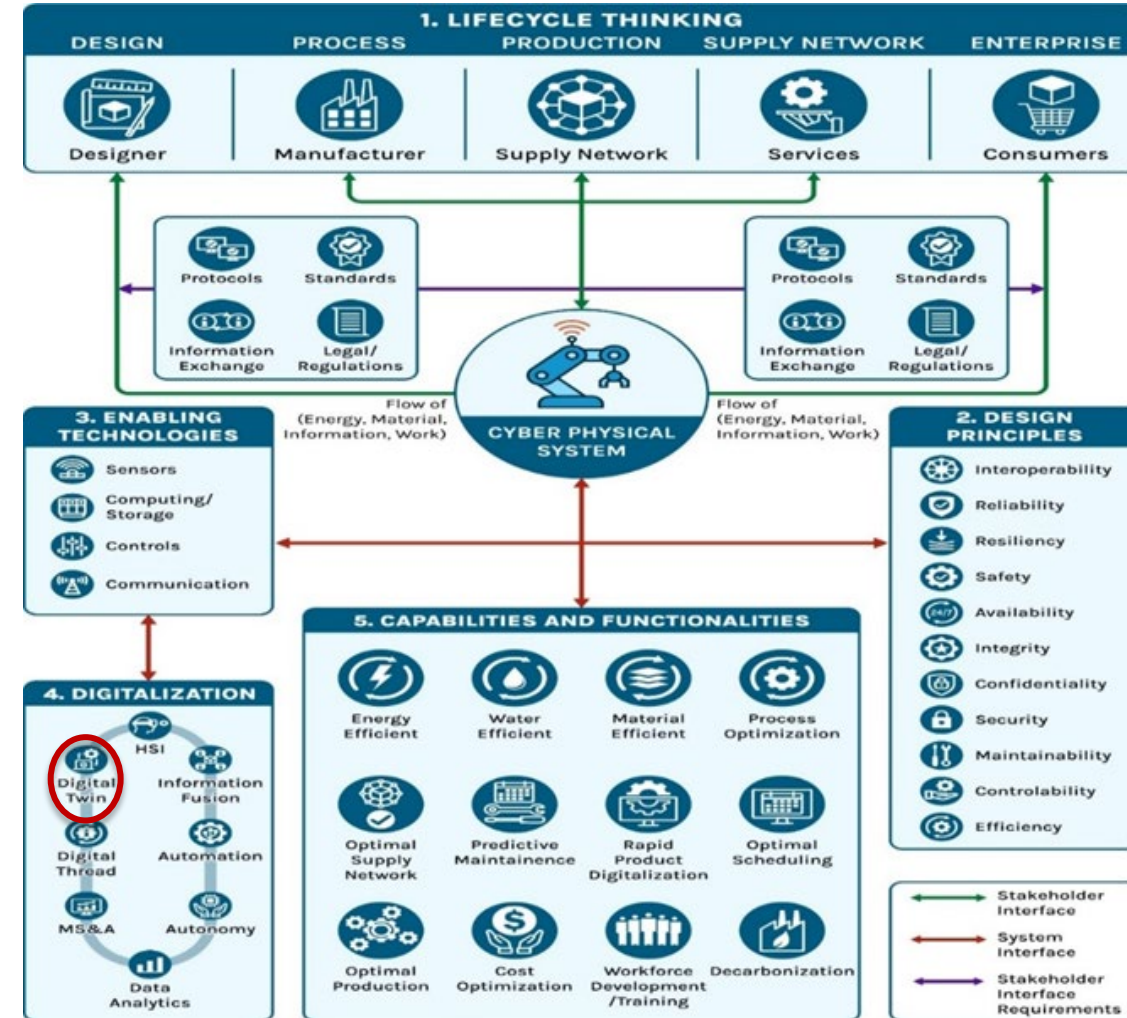 1. LIFECYCLE THINKING
DESIGN PROCESS PRODUCTION SUPPLY NETWORK ENTERPRISE
Designer Manufacturer Supply Network Services Consumers
Protocols Standards
Information Exchange
Legal/
Regulations
Protocols Standards
Information Exchange
Legal/
Regulations
Flow of
(Energy, Material,
Information, Work)
CYBER PHYSICAL
SYSTEM
Flow of
(Energy, Material,
Information, Work)
3. ENABLING
TECHNOLOGIES
Sensors
Computing/
Storage
Controls
Communication
2. DESIGN
PRINCIPLES
Interoperability
Reliability
Resiliency
Safety
24/7
Availability
Integrity
Confidentiality
Security
Maintainability
Controlability
Efficiency
4. DIGITALIZATION
HSI
Digital
Twin
Information
Fusion
Digital
Thread
Automation
MS&A
Autonomy
Data
Analytics
5. CAPABILITIES AND FUNCTIONALITIES
Energy
Efficient
Water
Efficient
Material
Efficient
Process
Optimization
Optimal
Supply
Network
Predictive
Maintainence
Rapid
Product
Digitalization
Optimal
Scheduling
Optimal
Production
$
Cost
Optimization
Workforce
Development
/Training
Decarbonization
Stakeholder
Interface
System
Interface
Stakeholder
Interface
Requirements